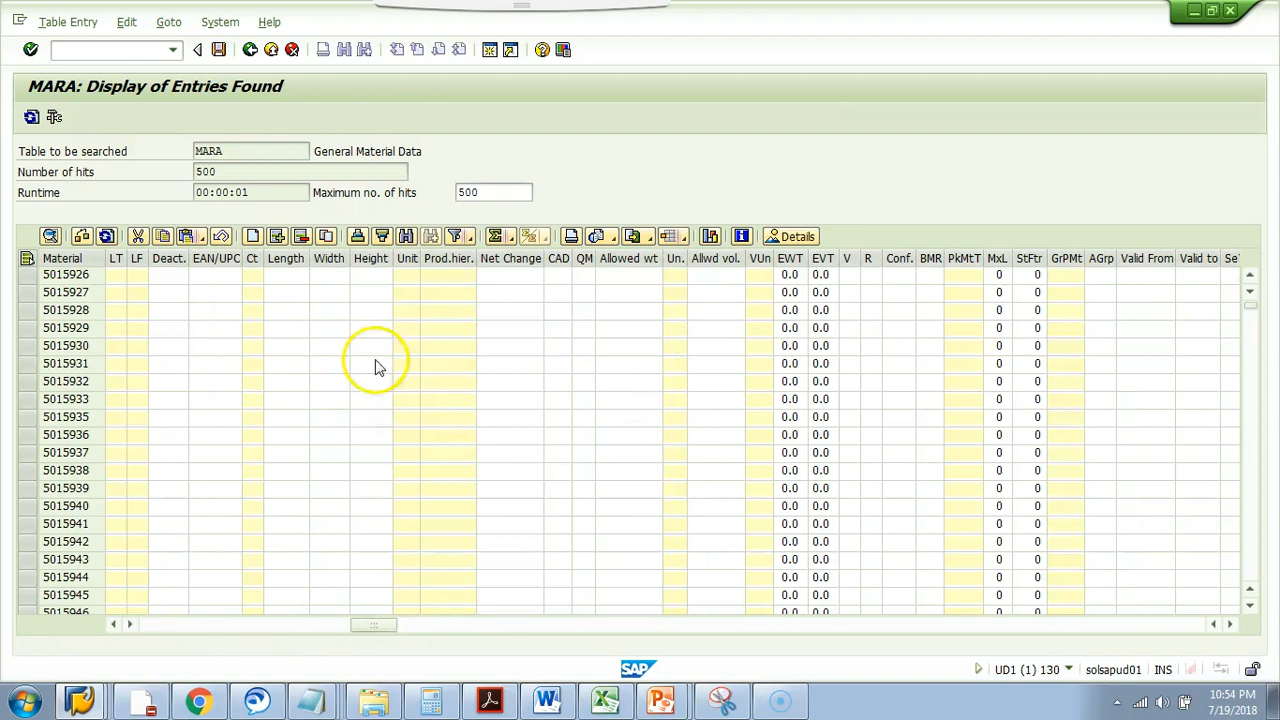 Table Entry Edit Goto System Help
MARA: Display of Entries Found
Table to be searched MARA General Material Data
Number of hits 500
Runtime 00:00:01 Maximum no. of hits 500
Details
Material LT LF Deact. EAN/UPC Ct Length Width Height Unit Prod.hier. Net Change CAD QM Allowed wt Un. Allwd vol. VUn EWT EVT V R Conf. BMR PkMtT MxL StFtr GrPMt AGrp Valid From Valid to Se
5015926 0.0 0.0 0 0
5015927 0.0 0.0 0 0
5015928 0.0 0.0 0 0
5015929 0.0 0.0 0 0
5015930 0.0 0.0 0 0
5015931 0.0 0.0 0 0
5015932 0.0 0.0 0 0
5015933 0.0 0.0 0 0
5015935 0.0 0.0 0 0
5015936 0.0 0.0 0 0
5015937 0.0 0.0 0 0
5015938 0.0 0.0 0 0
5015939 0.0 0.0 0 0
5015940 0.0 0.0 0 0
5015941 0.0 0.0 0 0
5015942 0.0 0.0 0 0
5015943 0.0 0.0 0 0
5015944 0.0 0.0 0 0
5015945 0.0 0.0 0 0
5015946 0.0 0.0 0 0
SAP UD1 (1) 130 solsapud01 INS
10:54 PM
7/19/2018